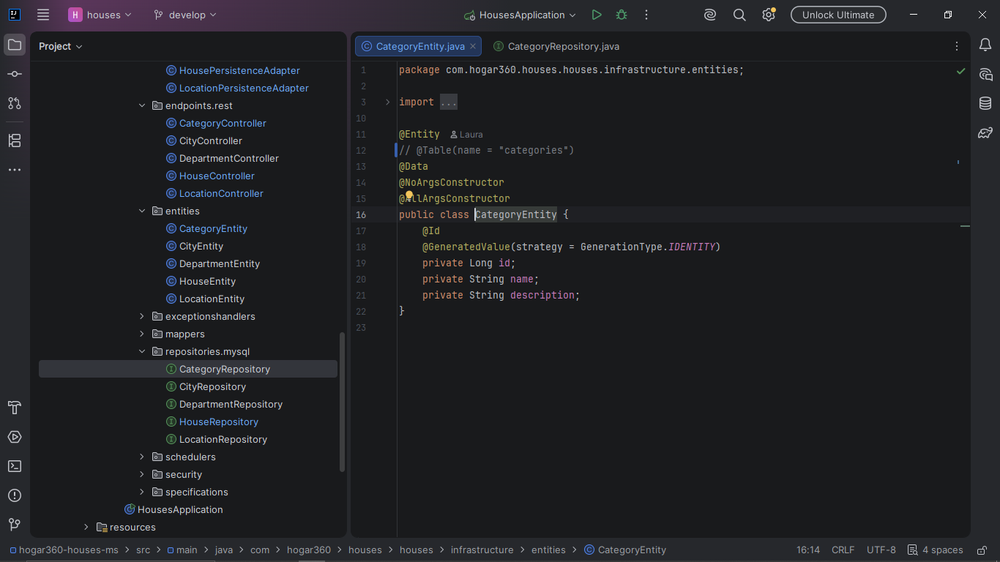 H houses develop HousesApplication Unlock Ultimate
Project
HousePersistenceAdapter
LocationPersistenceAdapter
endpoints.rest
CategoryController
CityController
DepartmentController
HouseController
LocationController
entities
CategoryEntity
CityEntity
DepartmentEntity
HouseEntity
LocationEntity
exceptionshandlers
mappers
repositories.mysql
CategoryRepository
CityRepository
DepartmentRepository
HouseRepository
LocationRepository
schedulers
security
specifications
HousesApplication
resources
CategoryEntity.java CategoryRepository.java
1 package com.hogar360.houses.houses.infrastructure.entities;
2
3 import ...
10
11 @Entity Laura
12 // @Table(name = "categories")
13 @Data
14 @NoArgsConstructor
15 @AllArgsConstructor
16 public class CategoryEntity {
17 @Id
18 @GeneratedValue(strategy = GenerationType.IDENTITY)
19 private Long id;
20 private String name;
21 private String description;
22 }
23
hogar360-houses-ms > src > main > java > com > hogar360 > houses > houses > infrastructure > entities > CategoryEntity 16:14 CRLF UTF-8 4 spaces